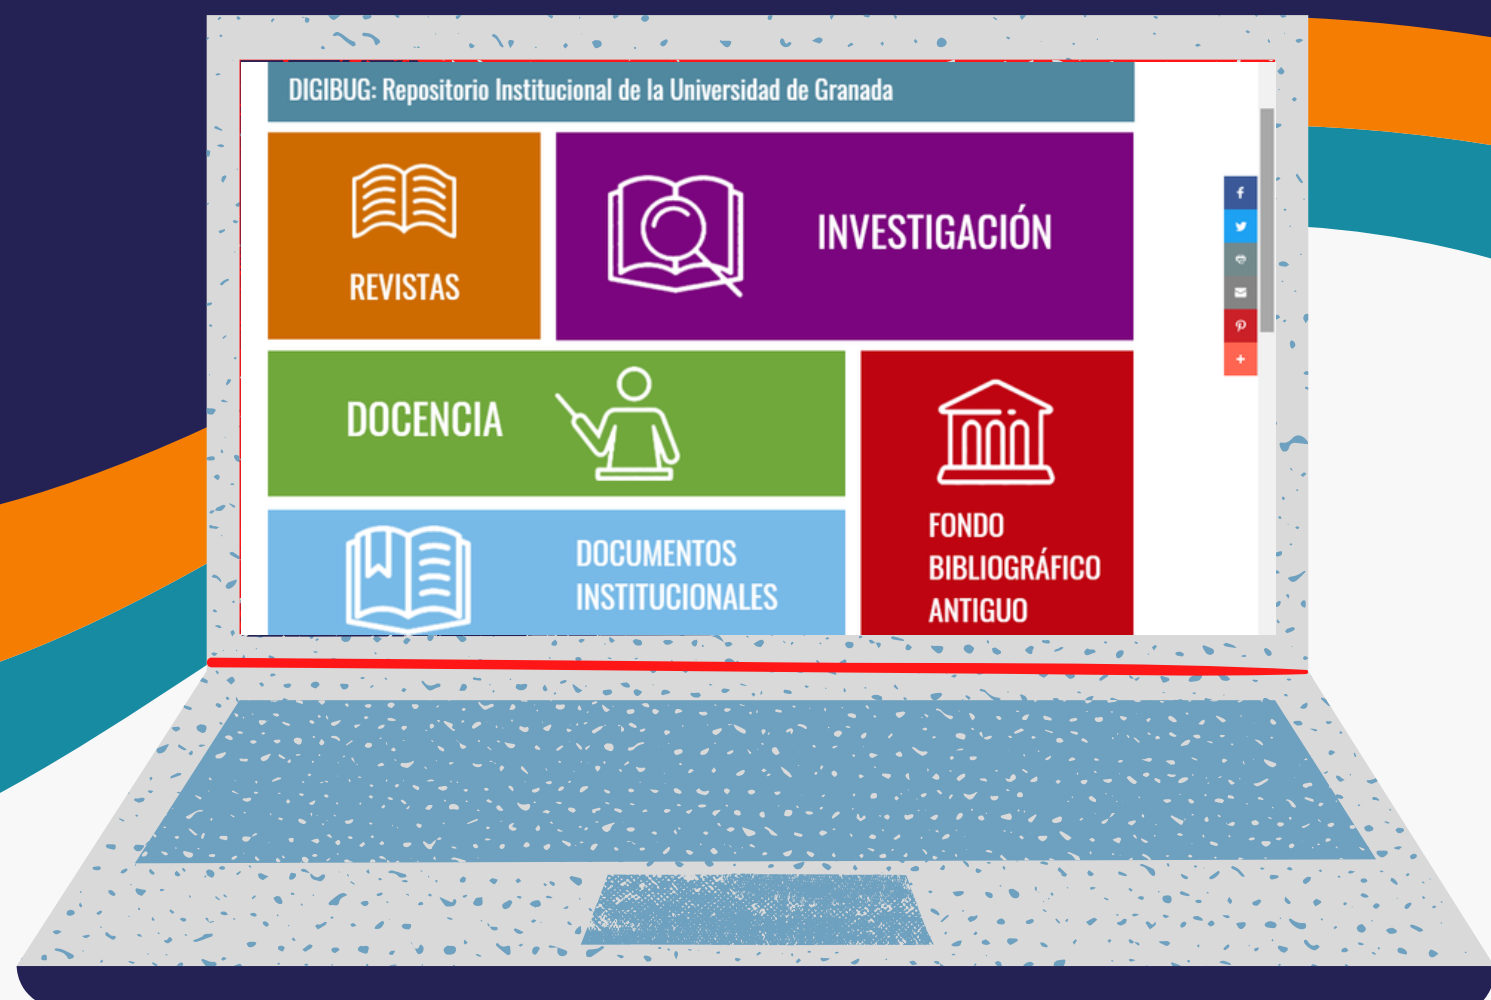 DIGIBUG: Repositorio Institucional de la Universidad de Granada
REVISTAS
INVESTIGACIÓN
DOCENCIA
FONDO
BIBLIOGRÁFICO
ANTIGUO
DOCUMENTOS
INSTITUCIONALES